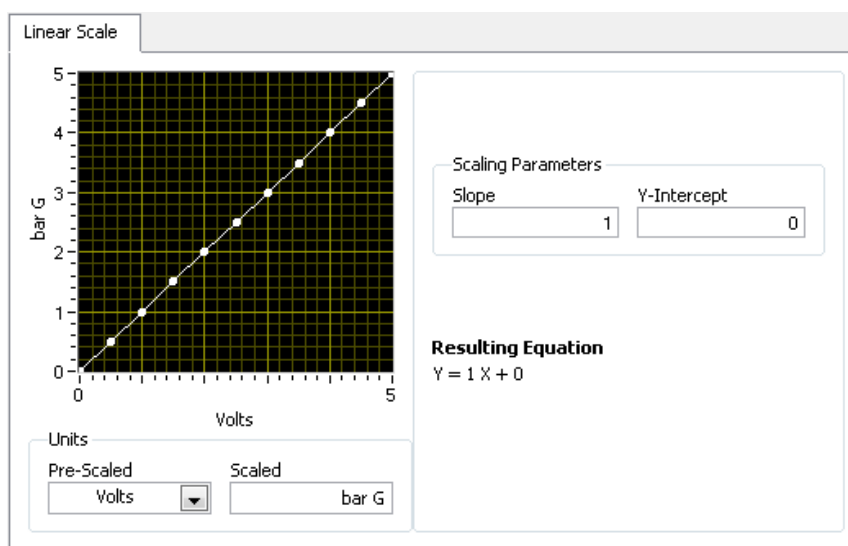 Linear Scale
5
4
3
2
1
0
bar G
0
5
Volts
Units
Pre-Scaled
Scaled
Volts
bar G
Scaling Parameters
Slope
Y-Intercept
1
0
Resulting Equation
Y = 1 X + 0